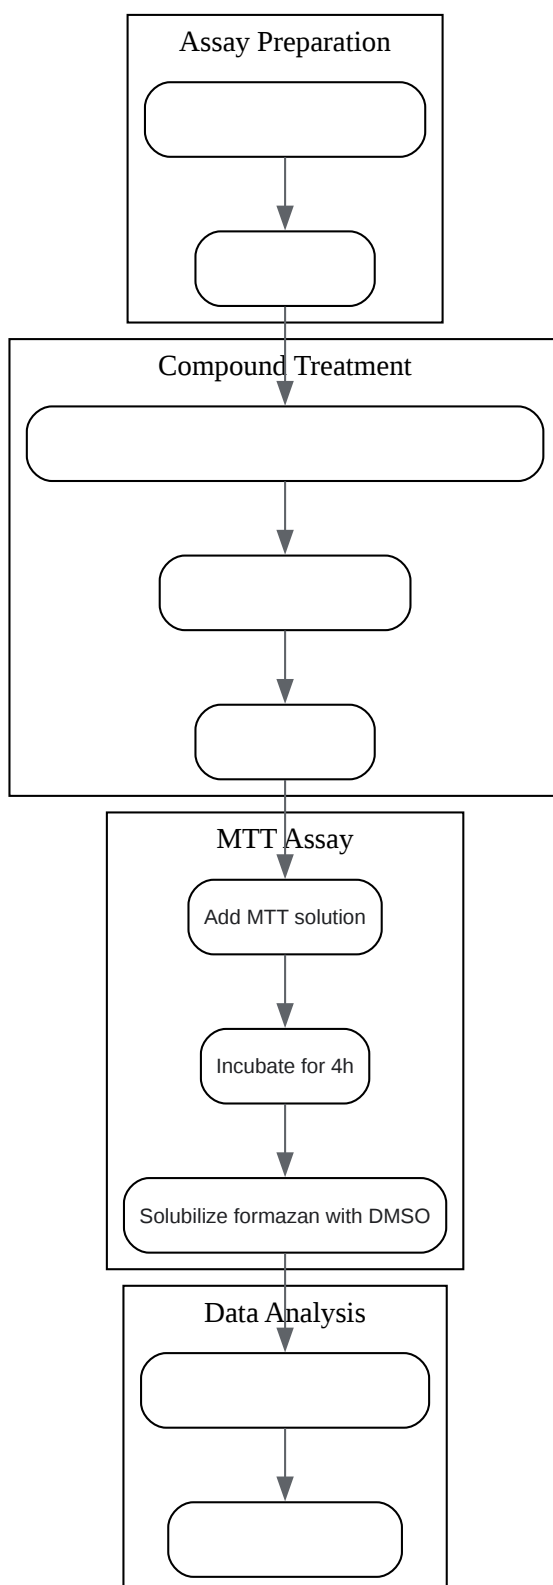 Assay Preparation
Compound Treatment
MTT Assay
Add MTT solution
Incubate for 4h
Solubilize formazan with DMSO
Data Analysis